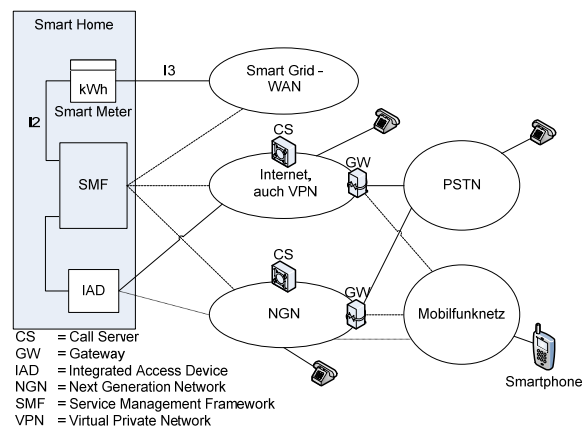 Smart Home
kWh
Smart Meter
I2
I3
SMF
IAD
Smart Grid -
WAN
CS
Internet,
auch VPN
GW
PSTN
CS
NGN
GW
Mobilfunknetz
Smartphone
CS = Call Server
GW = Gateway
IAD = Integrated Access Device
NGN = Next Generation Network
SMF = Service Management Framework
VPN = Virtual Private Network